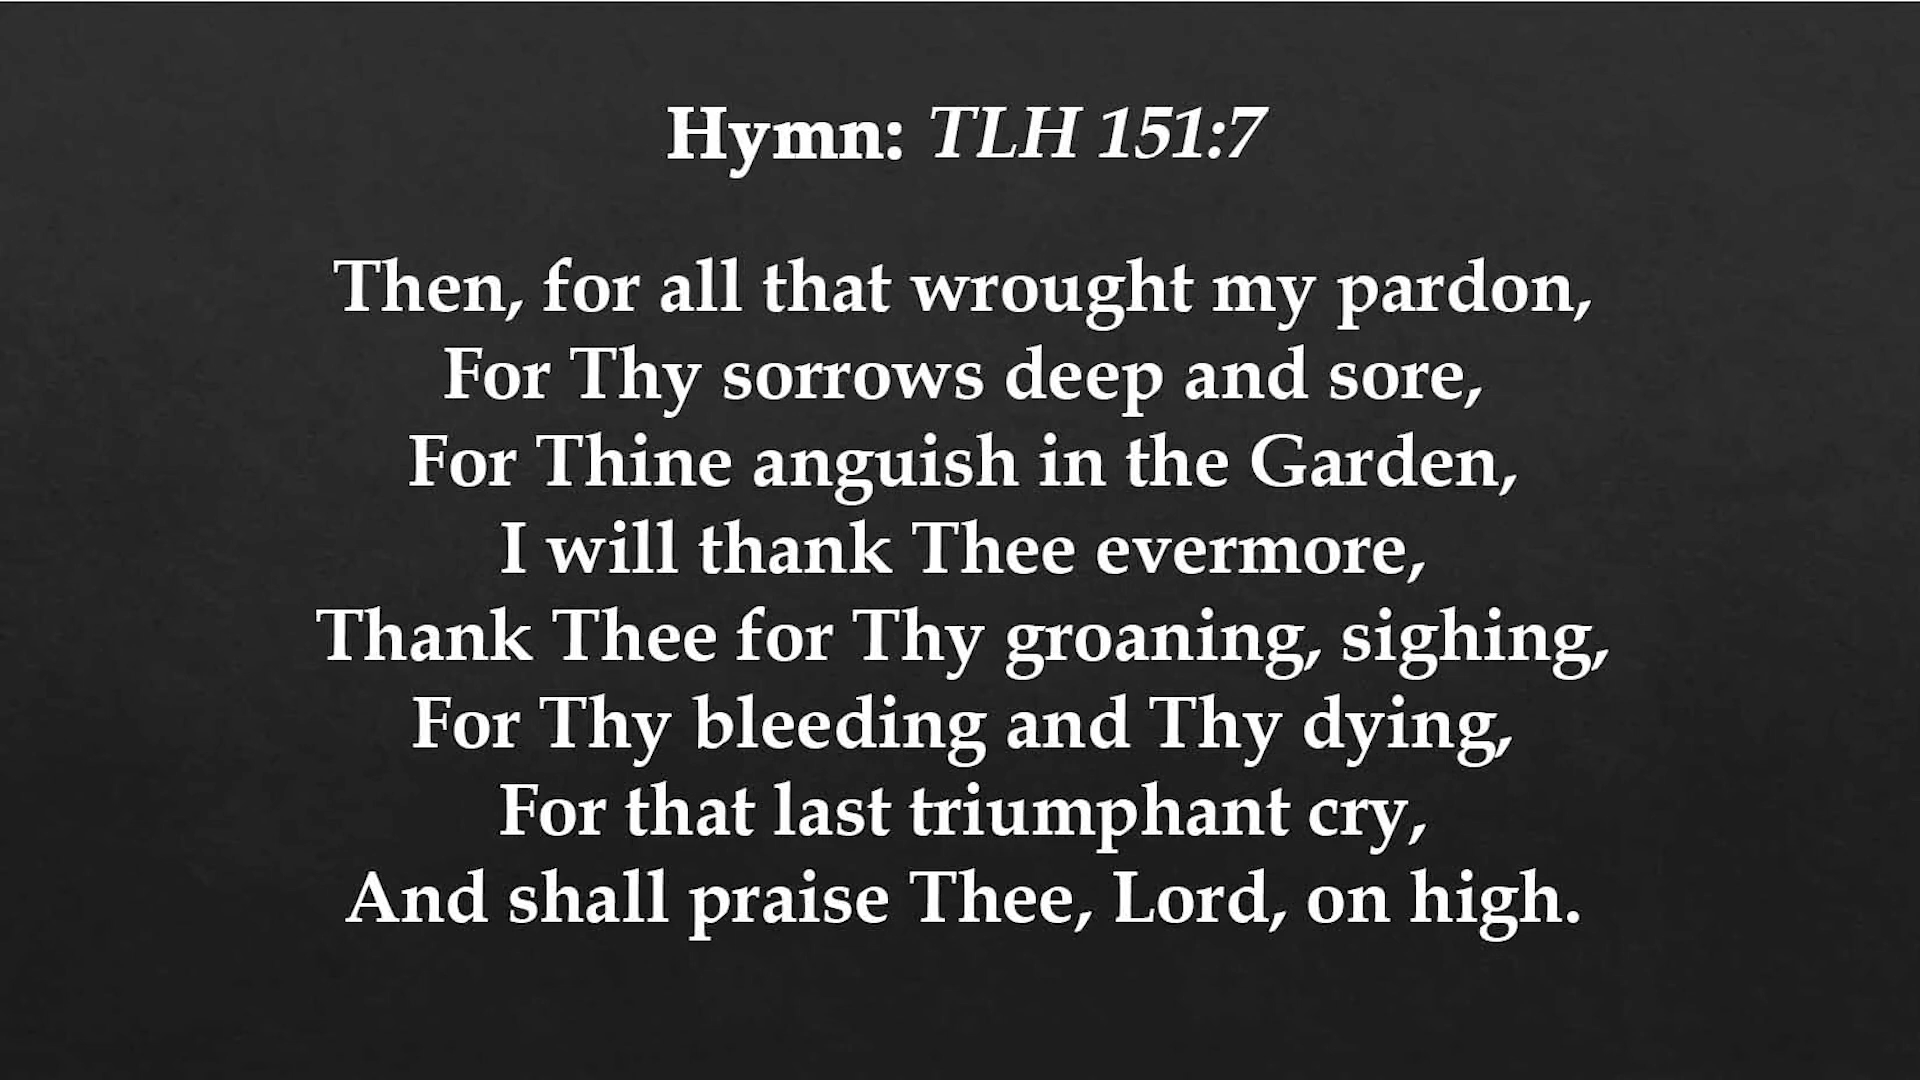 Hymn: TLH 151:7
Then, for all that wrought my pardon,
For Thy sorrows deep and sore,
For Thine anguish in the Garden,
I will thank Thee evermore,
Thank Thee for Thy groaning, sighing,
For Thy bleeding and Thy dying,
For that last triumphant cry,
And shall praise Thee, Lord, on high.